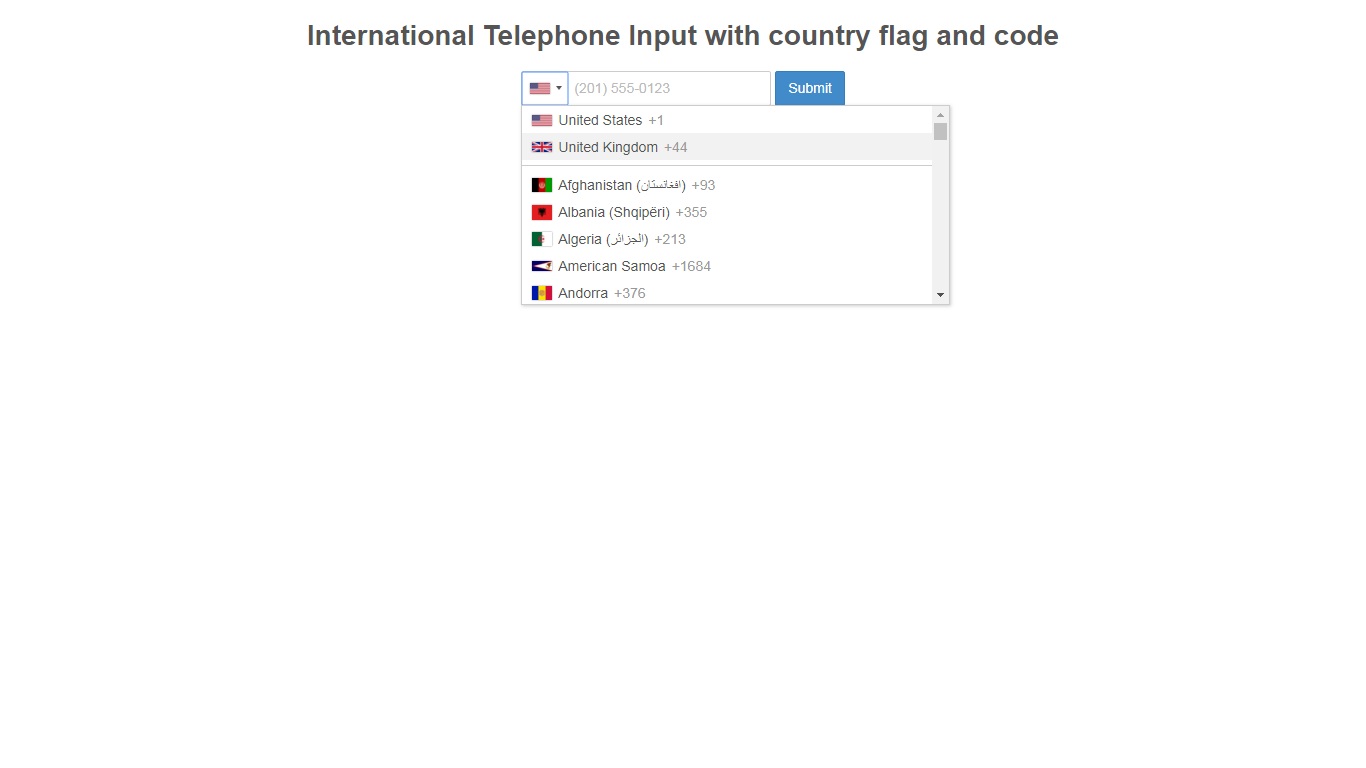 International Telephone Input with country flag and code
(201) 555-0123 Submit
United States +1
United Kingdom +44
Afghanistan (‫افغانستان‬‎) +93
Albania (Shqipëri) +355
Algeria (‫الجزائر‬‎) +213
American Samoa +1684
Andorra +376